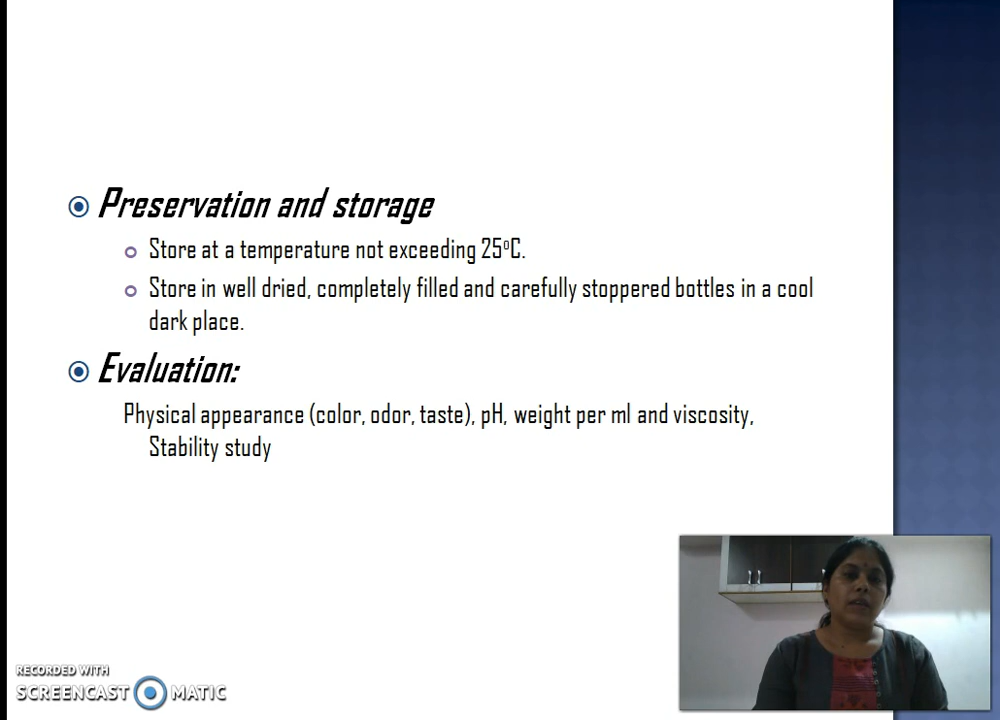 Preservation and storage
Store at a temperature not exceeding 25°C.
Store in well dried, completely filled and carefully stoppered bottles in a cool
dark place.
Evaluation:
Physical appearance (color, odor, taste), pH, weight per ml and viscosity,
Stability study
RECORDED WITH
SCREENCAST MATIC